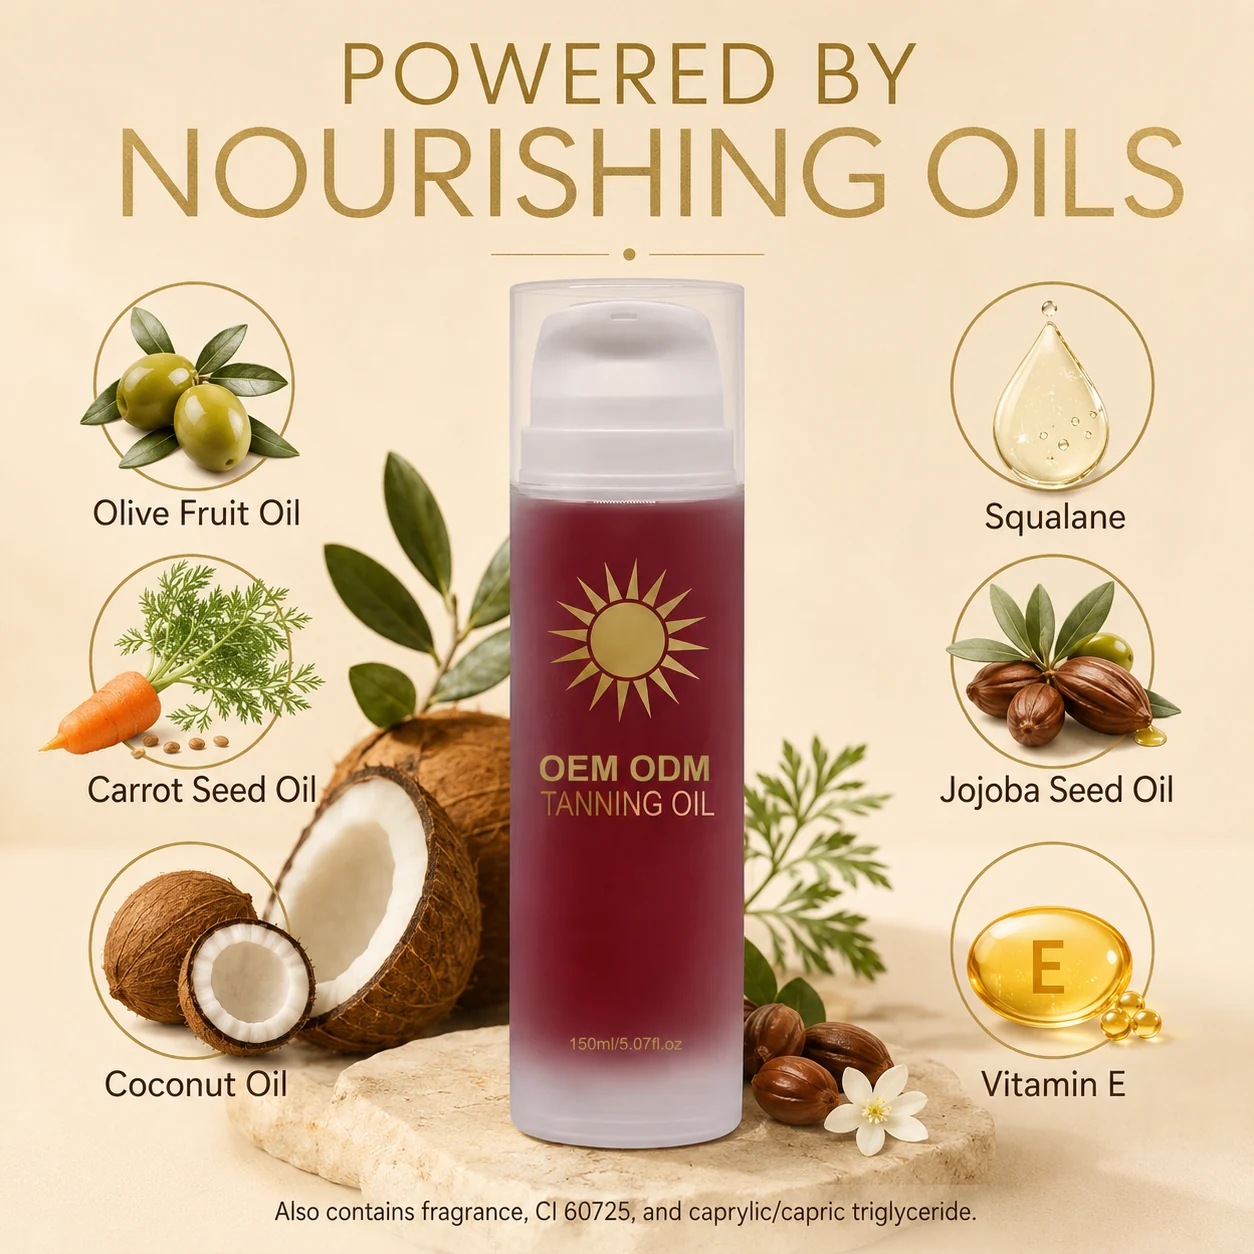 POWERED BY
NOURISHING OILS
Olive Fruit Oil
Squalane
Carrot Seed Oil
Jojoba Seed Oil
OEM ODM
TANNING OIL
E
150ml/5.07fl.oz
Coconut Oil
Vitamin E
Also contains fragrance, CI 60725, and caprylic/capric triglyceride.